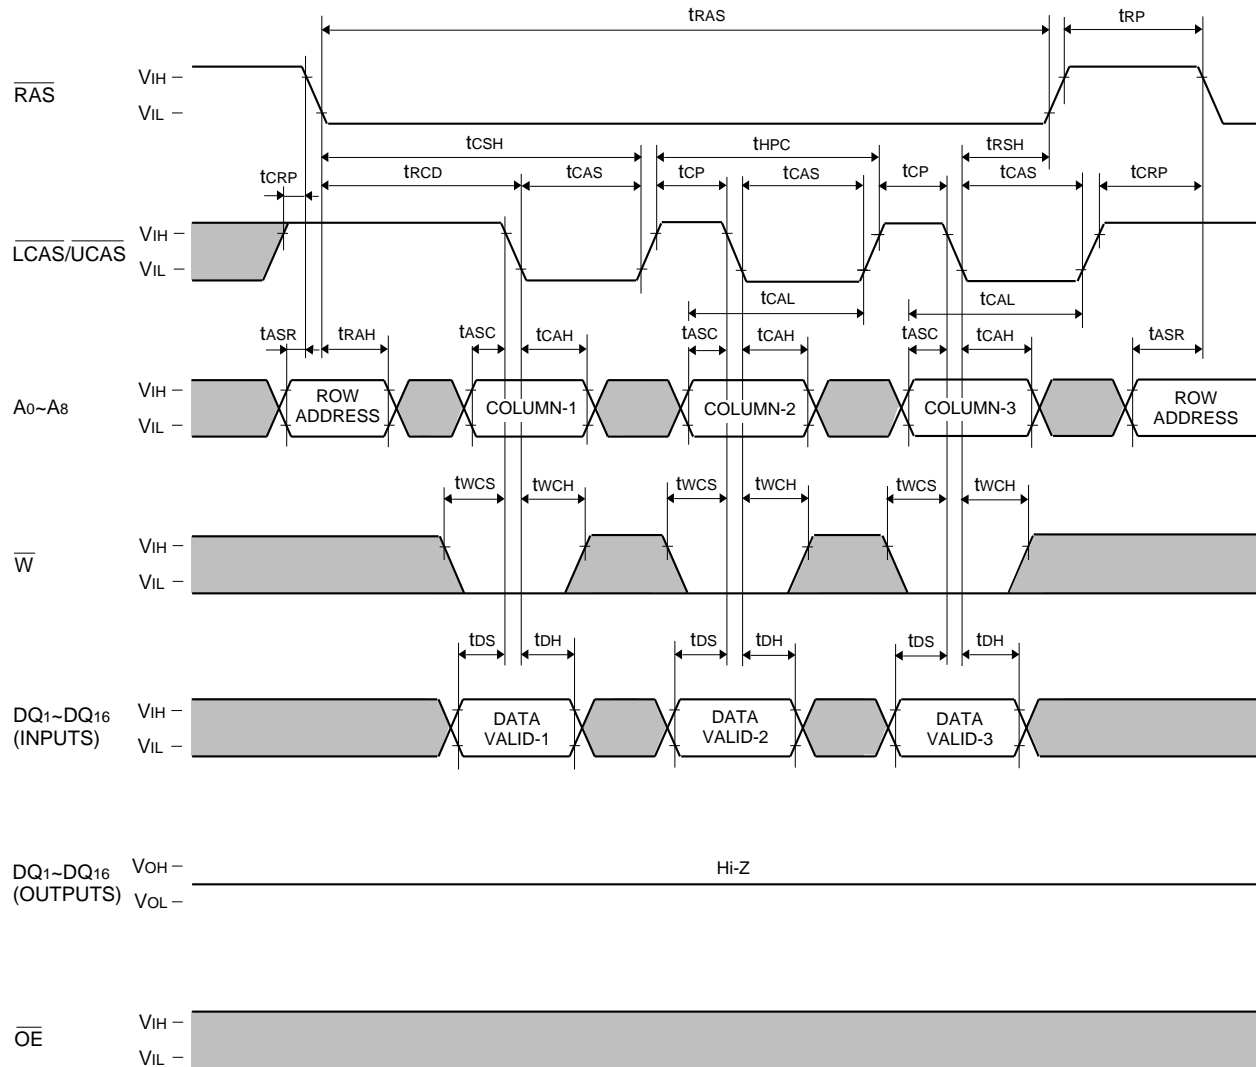 tRAS
tRP
RAS
VIH
VIL
tCSH
tHPC
tRSH
tCRP
tRCD
tCAS
tCP
tCAS
tCP
tCAS
tCRP
LCAS/UCAS
VIH
VIL
tCAL
tCAL
tASR
tRAH
tASC
tCAH
tASC
tCAH
tASC
tCAH
tASR
A0~A8
VIH
VIL
ROW
ADDRESS
COLUMN-1
COLUMN-2
COLUMN-3
ROW
ADDRESS
tWCS
tWCH
tWCS
tWCH
tWCS
tWCH
W
VIH
VIL
tDS
tDH
tDS
tDH
tDS
tDH
DQ1~DQ16
(INPUTS)
VIH
VIL
DATA
VALID-1
DATA
VALID-2
DATA
VALID-3
DQ1~DQ16
(OUTPUTS)
VOH
VOL
Hi-Z
OE
VIH
VIL